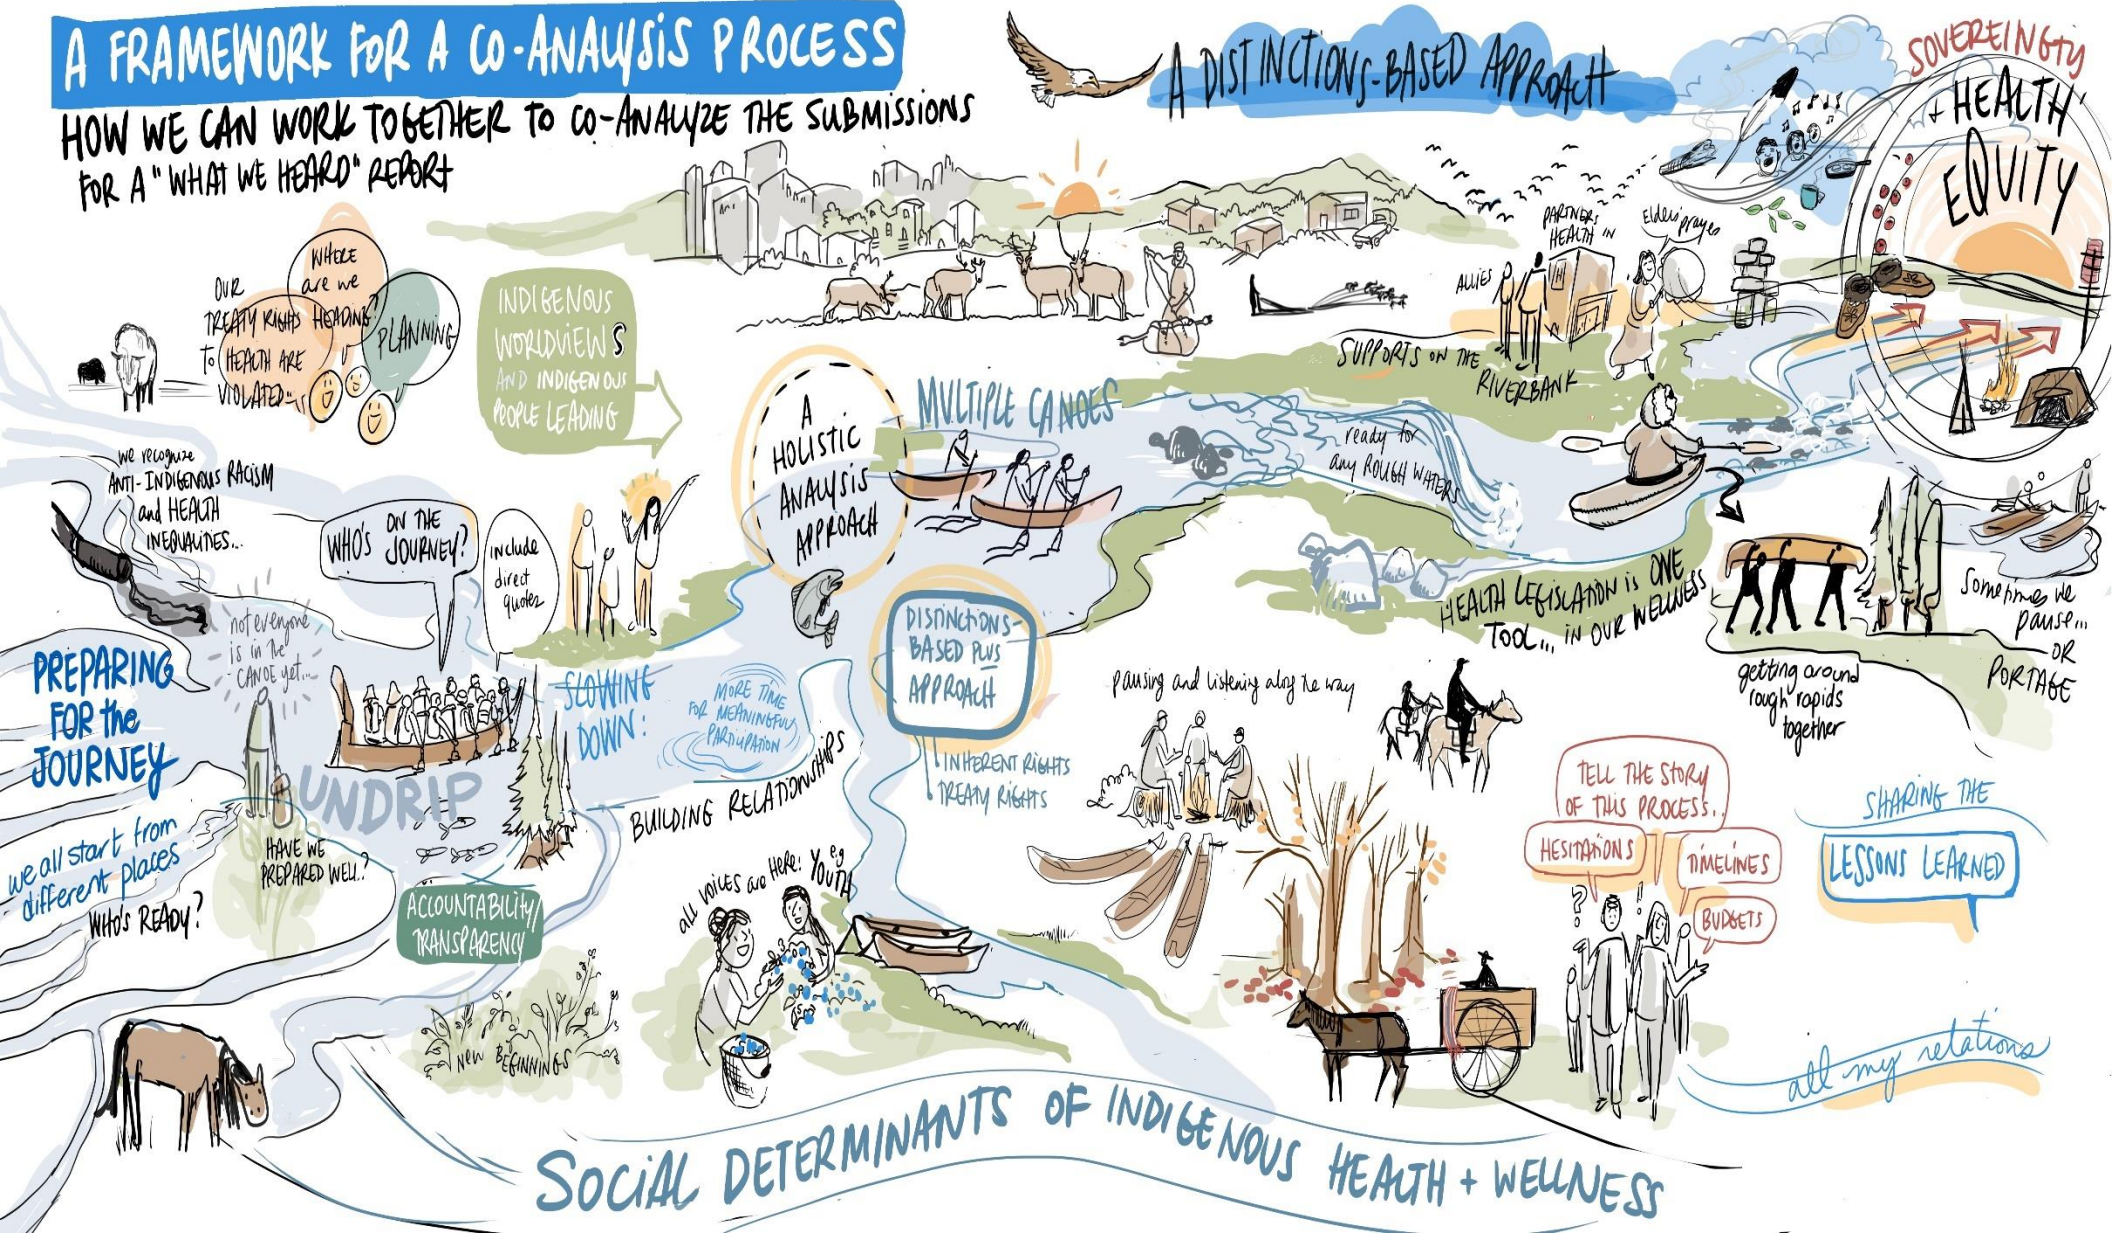 A FRAMEWORK FOR A CO-ANALYSIS PROCESS
HOW WE CAN WORK TOGETHER TO CO-ANALYZE THE SUBMISSIONS
FOR A "WHAT WE HEARD" REPORT
A DISTINCTIONS-BASED APPROACH
SOVEREINGTY
+ HEALTH
EQUITY
WHERE
are we
HEADING?
OUR
TREATY RIGHTS
TO HEALTH ARE
VIOLATED...
PLANNING
INDIGENOUS
WORLDVIEWS
AND INDIGENOUS
PEOPLE LEADING
PARTNERS
IN HEALTH
Elders prayer
ALLIES
SUPPORTS ON THE
RIVERBANK
A
HOLISTIC
ANALYSIS
APPROACH
MULTIPLE CANOES
ready for
any ROUGH WATERS
we recognize
ANTI-INDIGENOUS RACISM
and HEALTH
INEQUALITIES...
WHO'S ON THE
JOURNEY?
include
direct
quotes
not everyone
is in the
CANOE yet...
PREPARING
FOR the
JOURNEY
we all start from
different places
WHO'S READY?
UNDRIP
HAVE WE
PREPARED WELL?
ACCOUNTABILITY/
TRANSPARENCY
NEW BEGINNINGS
SLOWING
DOWN:
MORE TIME
FOR MEANINGFUL
PARTICIPATION
BUILDING RELATIONSHIPS
DISTINCTIONS-
BASED PLUS
APPROACH
INHERENT RIGHTS
TREATY RIGHTS
all voices are HERE: eg
YOUTH
pausing and listening along the way
HEALTH LEGISLATION is ONE
TOOL... in OUR WELLNESS
getting around
rough rapids
together
Sometimes we
pause...
OR
PORTAGE
TELL THE STORY
OF THIS PROCESS...
HESITATIONS
TIMELINES
BUDGETS
?
!
SHARING THE
LESSONS LEARNED
all my relations
SOCIAL DETERMINANTS OF INDIGENOUS HEALTH + WELLNESS